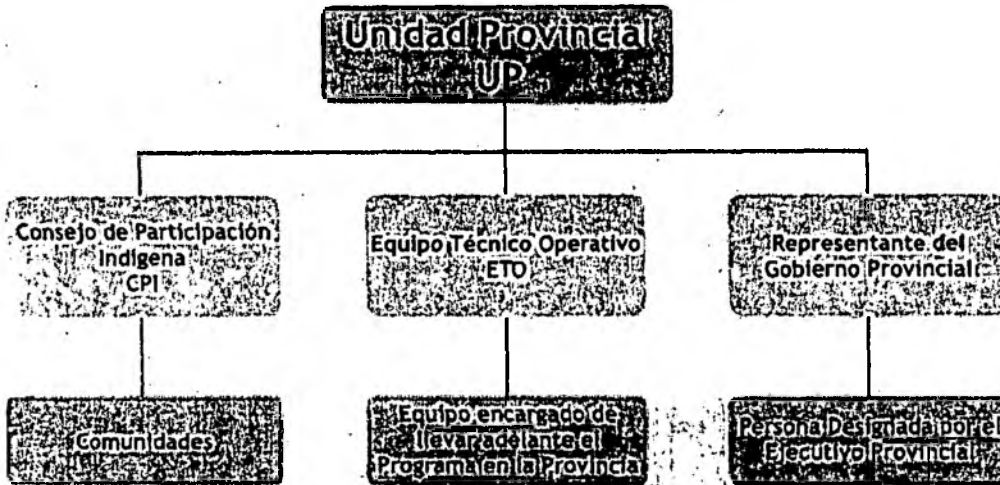 Unidad Provincial
UP
Consejo de Participación
Indigena
CPI
Equipo Técnico Operativo
ETO
Representante del
Gobierno Provincial
Comunidades
Equipo encargado de
llevar adelante el
Programa en la Provincia
Persona Designada por el
Ejecutivo Provincial